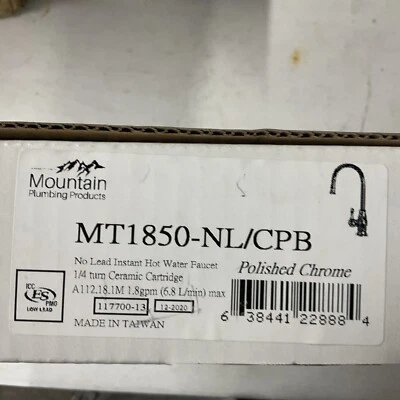 Mountain
Plumbing Products
MT1850-NL/CPB
No Lead Instant Hot Water Faucet
1/4 turn Ceramic Cartridge
A112.18.1M 1.8gpm (6.8 L/min) max
117700-13 12-2020
MADE IN TAIWAN
Polished Chrome
6 38441 22888 4
ICC
ES
PMG
LOW LEAD